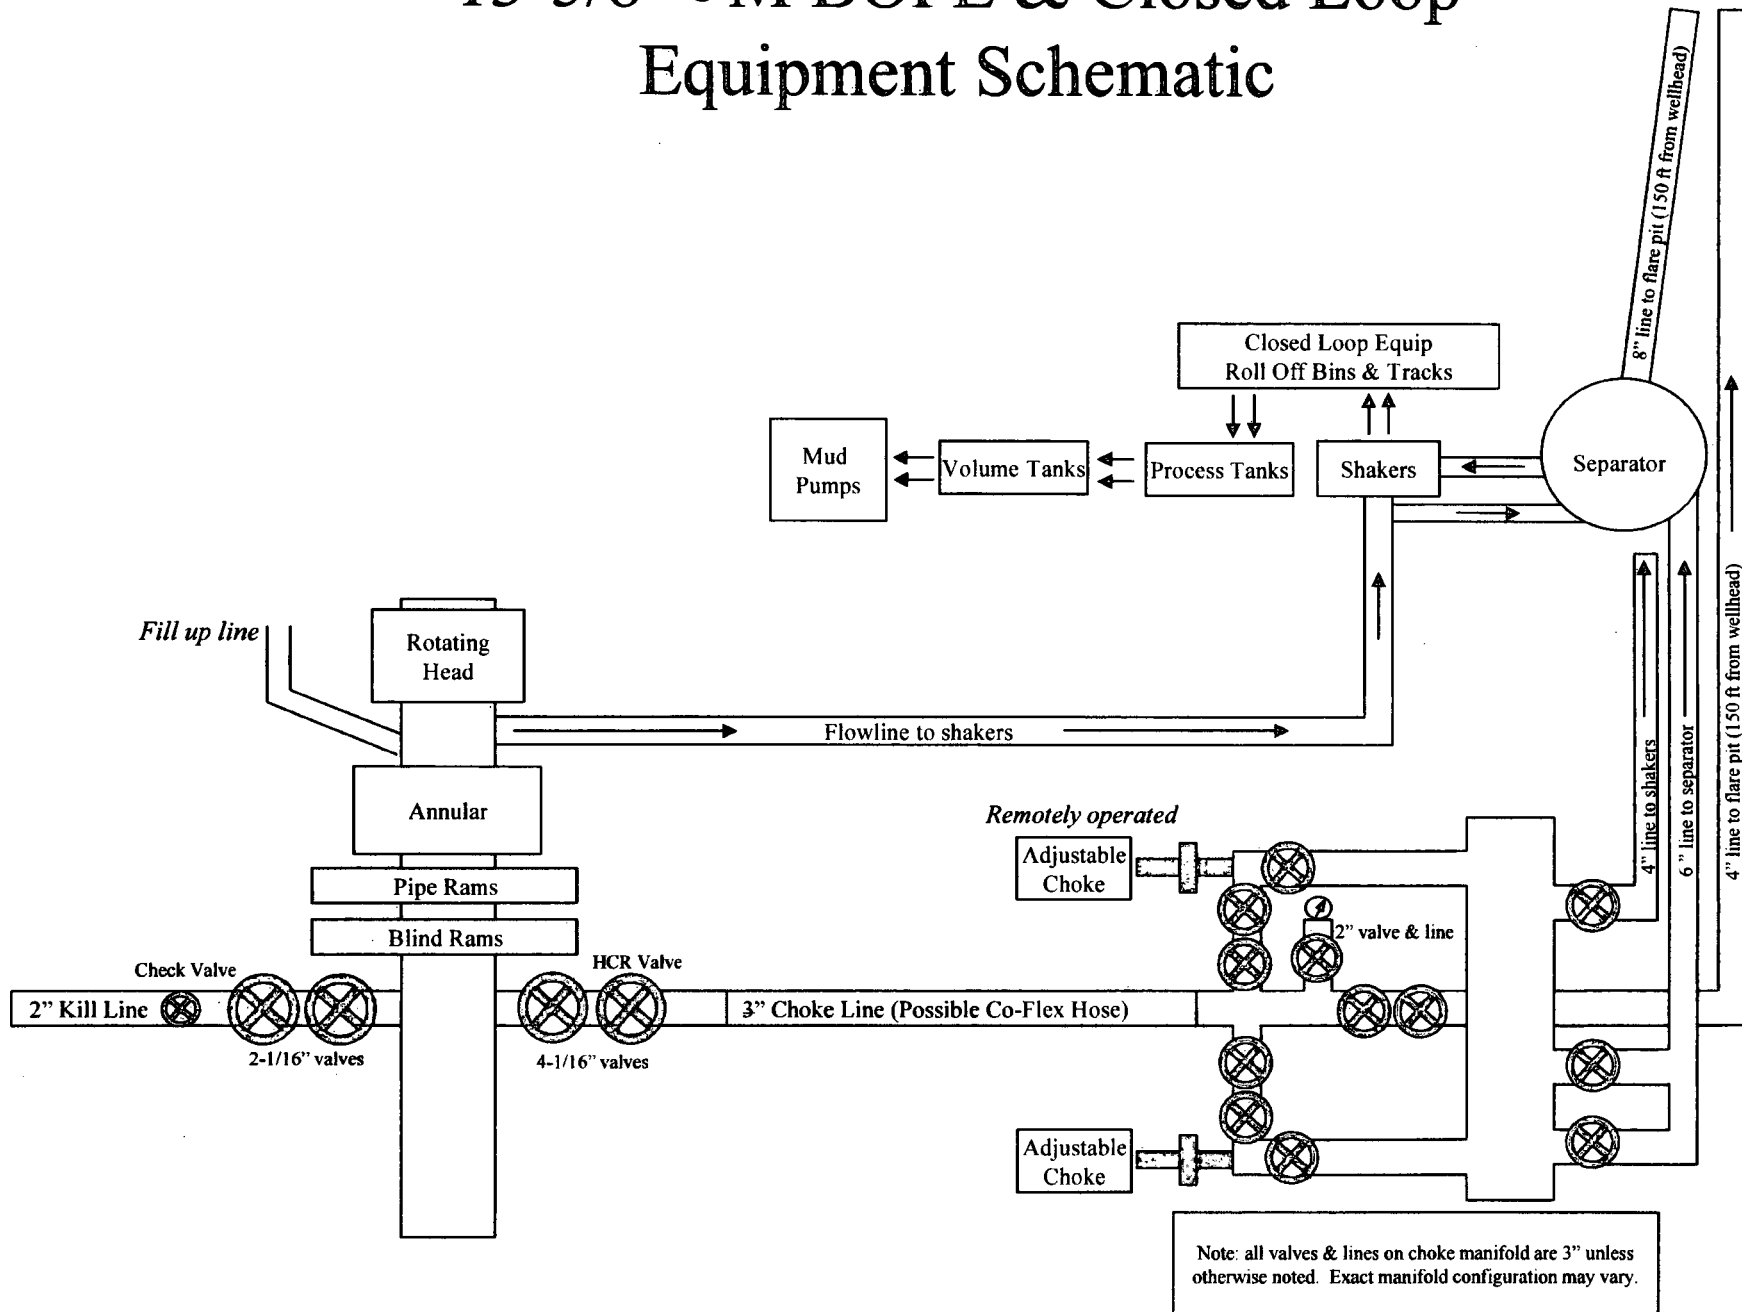 BOPE & Closed Loop
Equipment Schematic
8" line to flare pit (150 ft from wellhead)
Closed Loop Equip
Roll Off Bins & Tracks
Mud
Pumps
Volume Tanks
Process Tanks
Shakers
Separator
Fill up line
Rotating
Head
Flowline to shakers
4" line to shakers
6" line to separator
4" line to flare pit (150 ft from wellhead)
Annular
Remotely operated
Adjustable
Choke
Pipe Rams
Blind Rams
2" valve & line
Check Valve
HCR Valve
2" Kill Line
3" Choke Line (Possible Co-Flex Hose)
2-1/16" valves
4-1/16" valves
Adjustable
Choke
Note: all valves & lines on choke manifold are 3" unless
otherwise noted. Exact manifold configuration may vary.